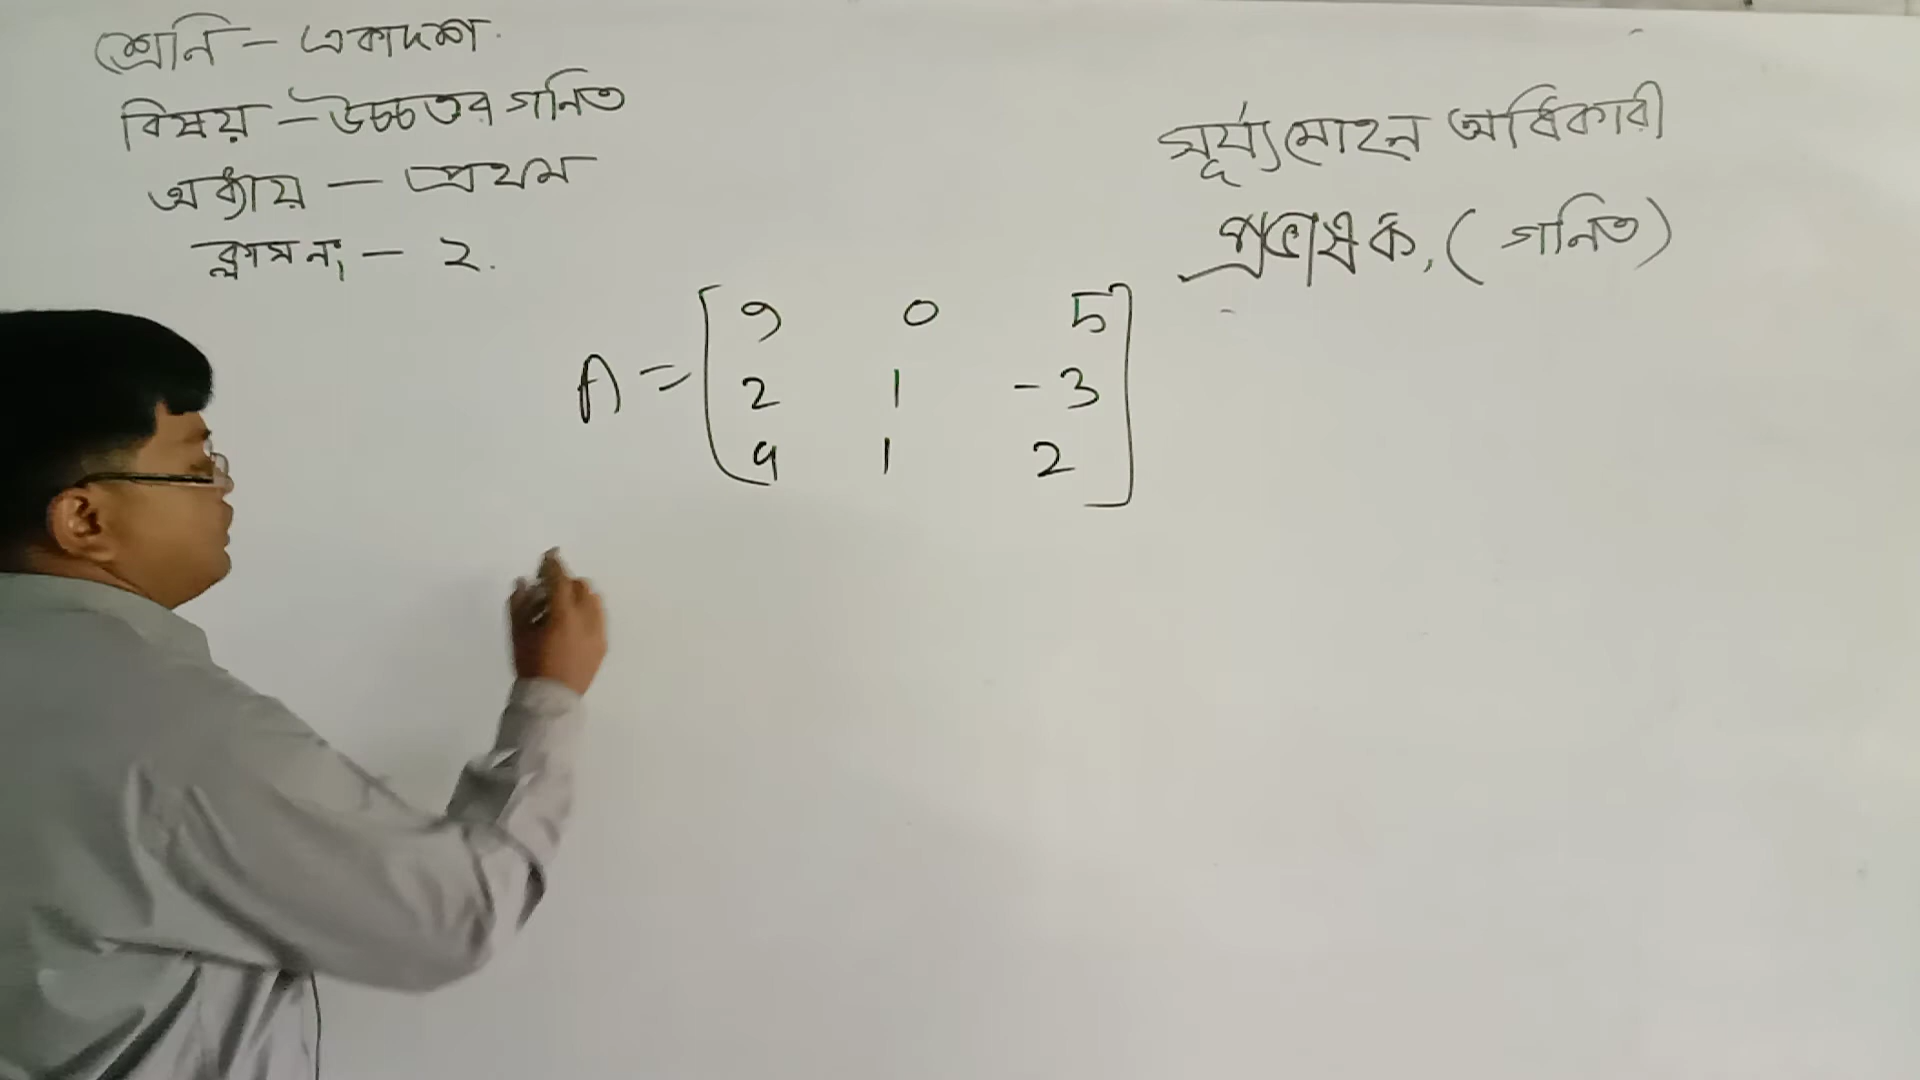 শ্রেনি - একাদশ
বিষয় - উচ্চতর গনিত
অধ্যায় - প্রথম
ক্লাস নং - ২.
সূর্য্যমোহন অধিকারী
প্রভাষক, (গনিত)
A = [ 9 0 5
2 1 -3
9 1 2 ]